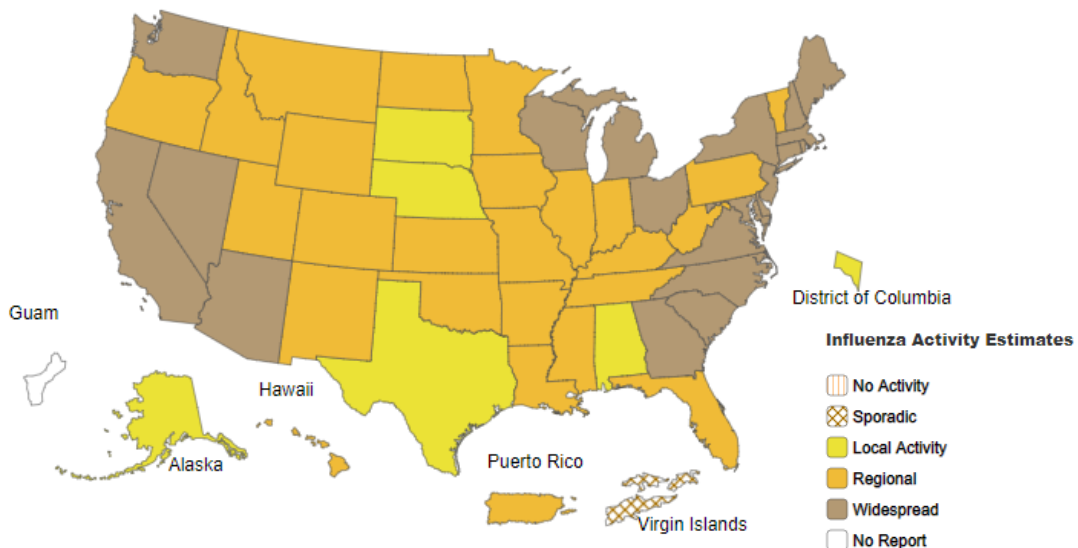 Guam
Alaska
Hawaii
Puerto Rico
Virgin Islands
District of Columbia
Influenza Activity Estimates
No Activity
Sporadic
Local Activity
Regional
Widespread
No Report